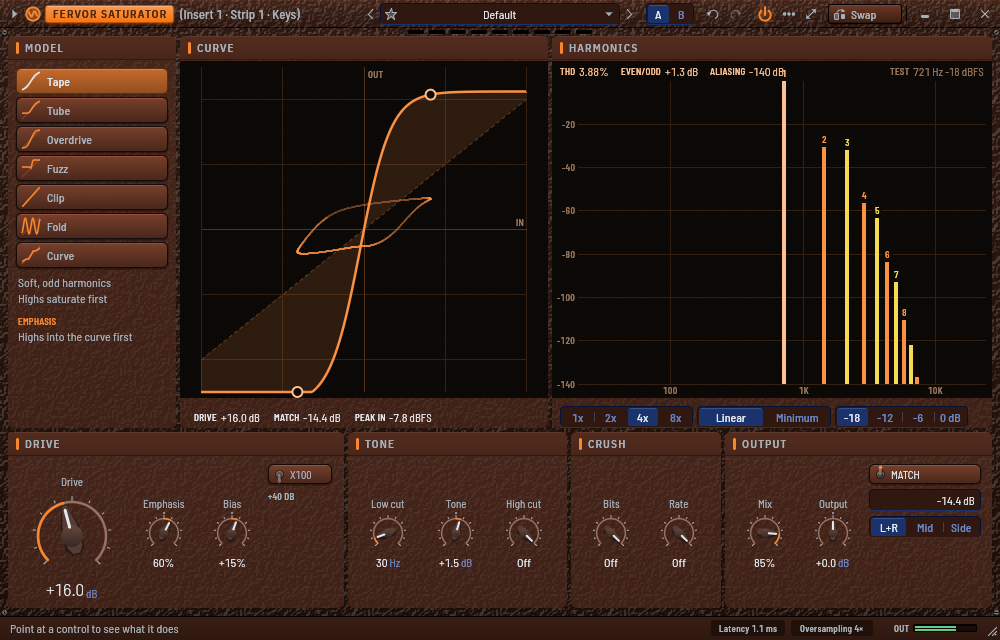 FERVOR SATURATOR (Insert 1 · Strip 1 · Keys) Default A B Swap
MODEL
Tape
Tube
Overdrive
Fuzz
Clip
Fold
Curve
Soft, odd harmonics
Highs saturate first
EMPHASIS
Highs into the curve first
CURVE
OUT
IN
DRIVE +16.0 dB MATCH -14.4 dB PEAK IN -7.8 dBFS
HARMONICS
THD 3.88% EVEN/ODD +1.3 dB ALIASING -140 dB TEST 721 Hz -18 dBFS
1
2
3
4
5
6
7
8
-20
-40
-60
-80
-100
-120
-140
100 1K 10K
1x 2x 4x 8x Linear Minimum -18 -12 -6 0 dB
DRIVE
Drive
+16.0 dB
Emphasis
60%
Bias
+15%
X100
+40 DB
TONE
Low cut
30 Hz
Tone
+1.5 dB
High cut
Off
CRUSH
Bits
Off
Rate
Off
OUTPUT
Mix
85%
Output
+0.0 dB
MATCH
-14.4 dB
L+R Mid Side
Point at a control to see what it does
Latency 1.1 ms Oversampling 4x OUT